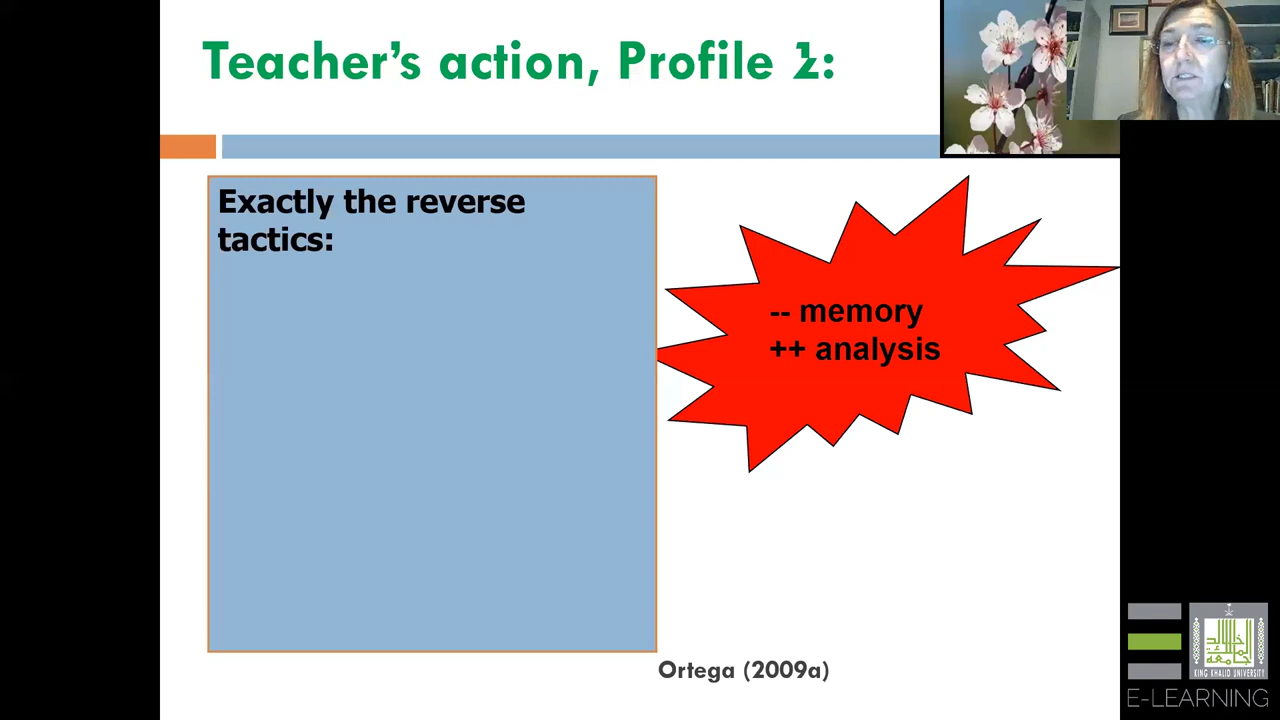 Teacher's action, Profile 2:
Exactly the reverse
tactics:
-- memory
++ analysis
Ortega (2009a)
KING KHALID UNIVERSITY
E-LEARNING